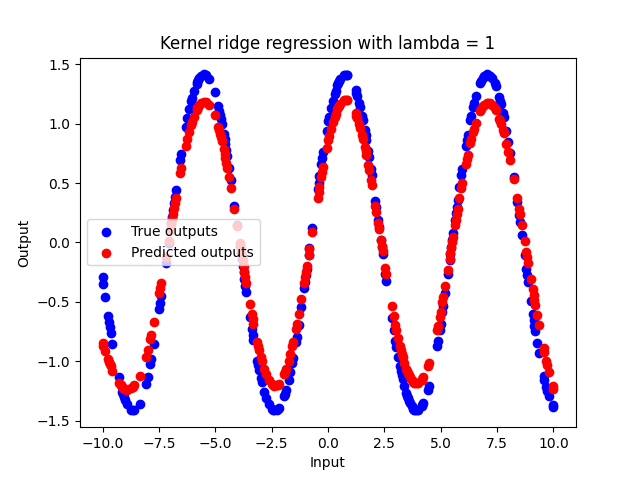 Kernel ridge regression with lambda = 1
1.5
1.0
0.5
0.0
−0.5
−1.0
−1.5
Output
True outputs
Predicted outputs
−10.0 −7.5 −5.0 −2.5 0.0 2.5 5.0 7.5 10.0
Input